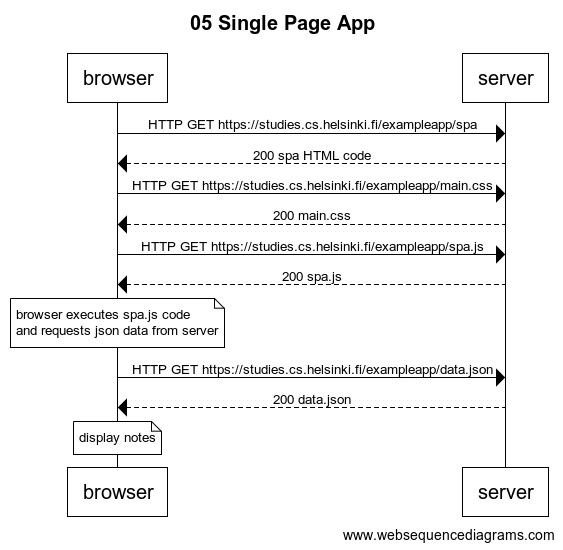 05 Single Page App
browser
server
HTTP GET https://studies.cs.helsinki.fi/exampleapp/spa
200 spa HTML code
HTTP GET https://studies.cs.helsinki.fi/exampleapp/main.css
200 main.css
HTTP GET https://studies.cs.helsinki.fi/exampleapp/spa.js
200 spa.js
browser executes spa.js code
and requests json data from server
HTTP GET https://studies.cs.helsinki.fi/exampleapp/data.json
200 data.json
display notes
browser
server
www.websequencediagrams.com